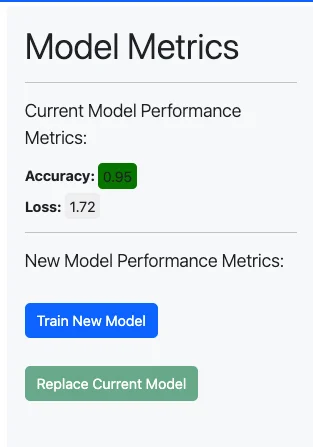 Model Metrics
Current Model Performance
Metrics:
Accuracy: 0.95
Loss: 1.72
New Model Performance Metrics:
Train New Model
Replace Current Model